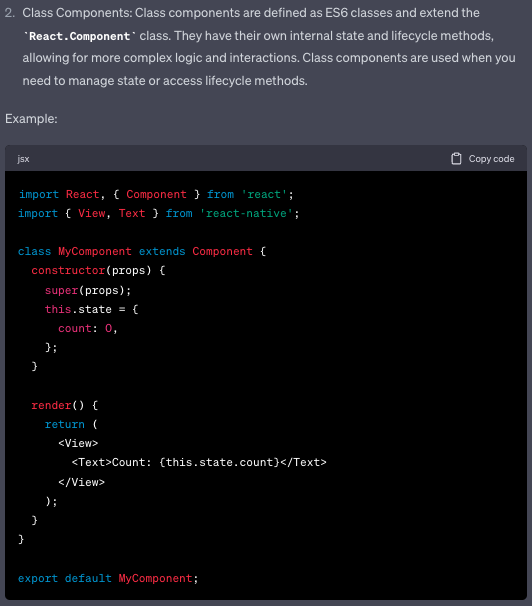 2. Class Components: Class components are defined as ES6 classes and extend the
`React.Component` class. They have their own internal state and lifecycle methods,
allowing for more complex logic and interactions. Class components are used when you
need to manage state or access lifecycle methods.
Example:
jsx Copy code
import React, { Component } from 'react';
import { View, Text } from 'react-native';
class MyComponent extends Component {
  constructor(props) {
    super(props);
    this.state = {
      count: 0,
    };
  }
  render() {
    return (
      <View>
        <Text>Count: {this.state.count}</Text>
      </View>
    );
  }
}
export default MyComponent;